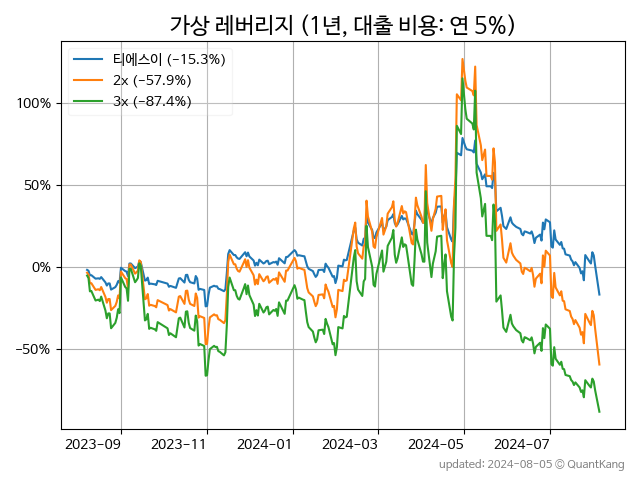 가상 레버리지 (1년, 대출 비용: 연 5%)
티에스이 (-15.3%)
2x (-57.9%)
3x (-87.4%)
100%
50%
0%
-50%
2023-09 2023-11 2024-01 2024-03 2024-05 2024-07
updated: 2024-08-05 © QuantKang